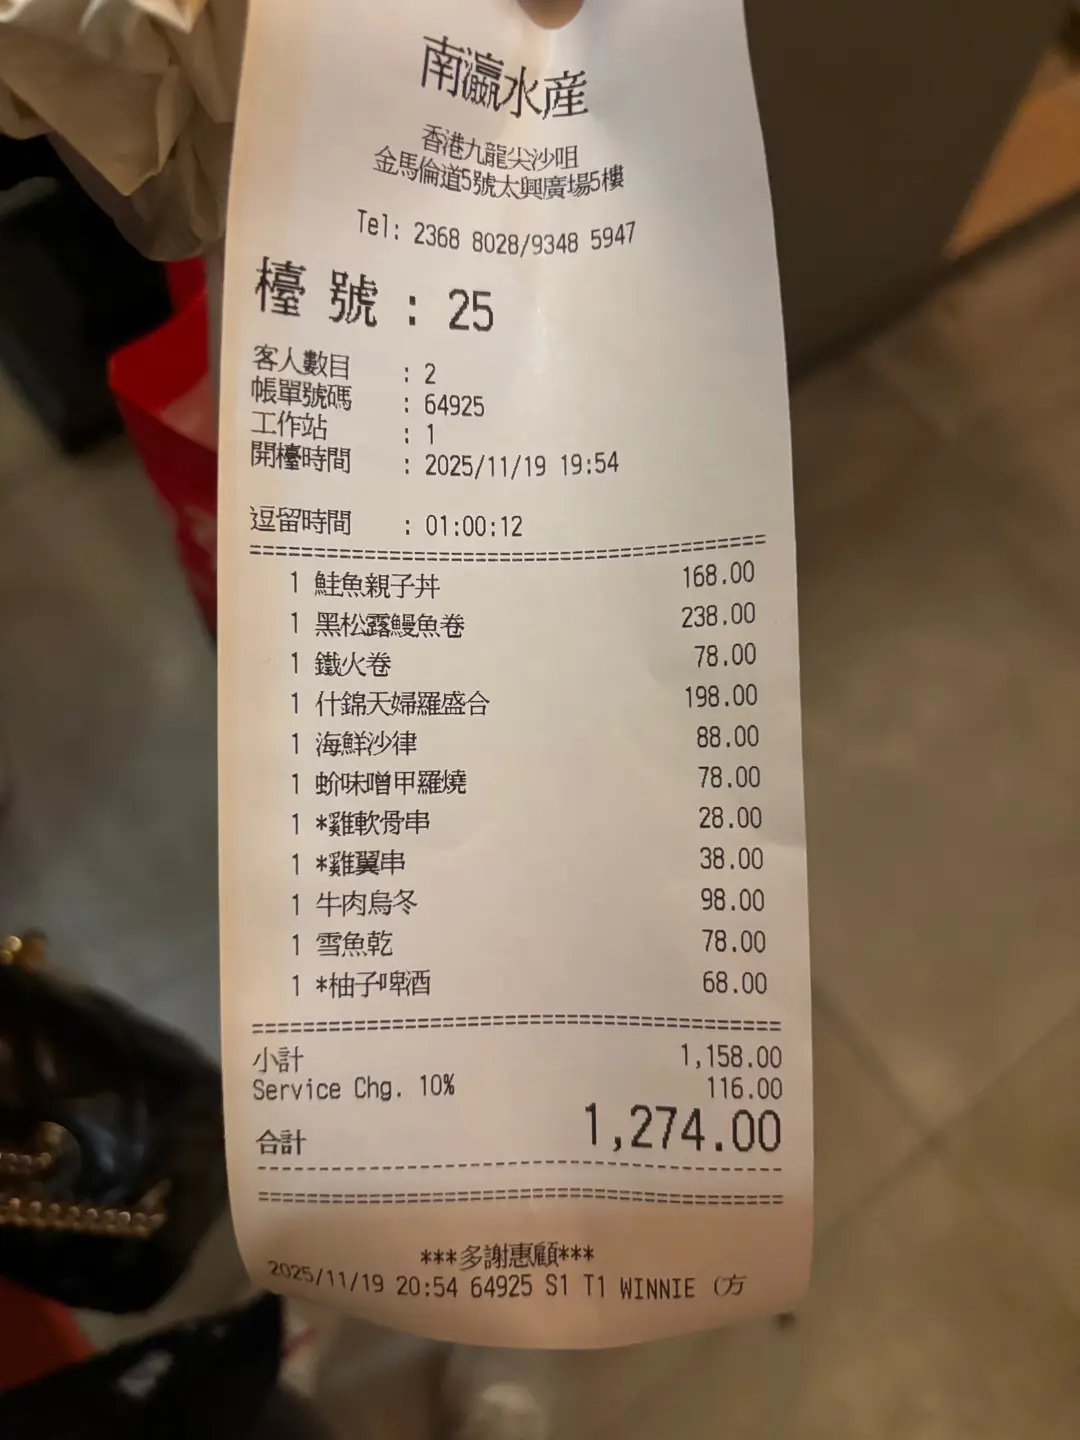 南瀛水産
香港九龍尖沙咀
金馬倫道5號太興廣場5樓
Tel: 2368 8028/9348 5947
檯 號 : 25
客人數目 : 2
帳單號碼 : 64925
工作站 : 1
開檯時間 : 2025/11/19 19:54
逗留時間 : 01:00:12
1 鮭魚親子丼 168.00
1 黑松露鰻魚卷 238.00
1 鐵火卷 78.00
1 什錦天婦羅盛合 198.00
1 海鮮沙律 88.00
1 蚧味噌甲羅燒 78.00
1 *雞軟骨串 28.00
1 *雞翼串 38.00
1 牛肉烏冬 98.00
1 雪魚乾 78.00
1 *柚子啤酒 68.00
小計 1,158.00
Service Chg. 10% 116.00
合計 1,274.00
***多謝惠顧***
2025/11/19 20:54 64925 S1 T1 WINNIE (方